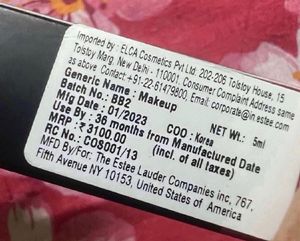 Imported by : ELCA Cosmetics Pvt Ltd. 202-206 Tolstoy House, 15
Tolstoy Marg, New Delhi - 110001. Consumer Complaint Address same
as above Contact:+91-22-61479800, Email: corporate@in.estee.com
Generic Name : Makeup NET. Wt.: 5ml
Batch No : BB2
Mfg Date : 01/2023 COO : Korea
Use By : 36 months from Manufactured Date
MRP : ₹ 3100.00 (incl. of all taxes)
RC No : COS001/13
MFD By/For: The Estee Lauder Companies inc, 767,
Fifth Avenue NY 10153, United States of America